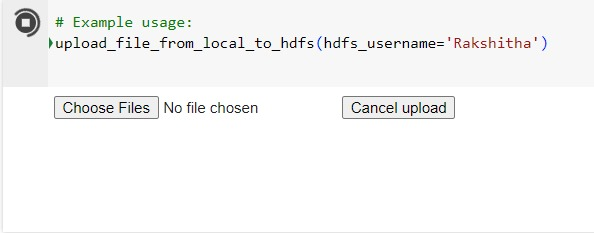 # Example usage:
upload_file_from_local_to_hdfs(hdfs_username='Rakshitha')
Choose Files No file chosen Cancel upload